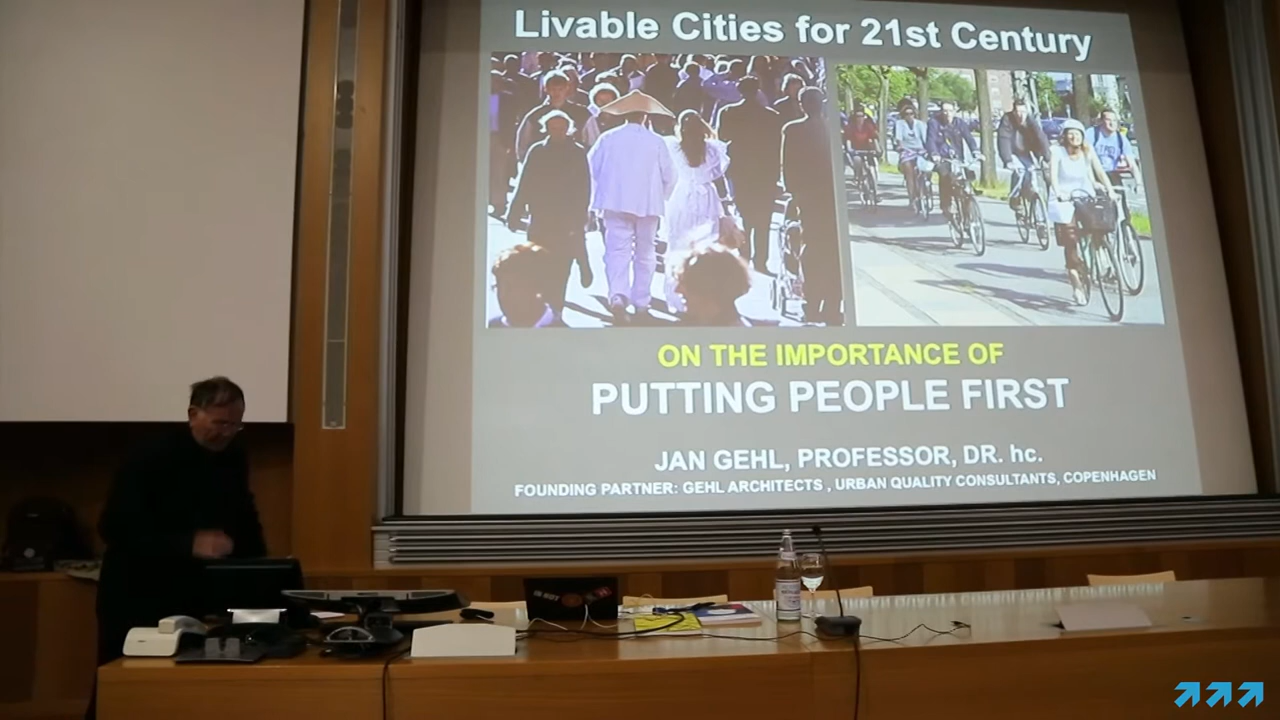 Livable Cities for 21st Century
ON THE IMPORTANCE OF
PUTTING PEOPLE FIRST
JAN GEHL, PROFESSOR, DR. hc.
FOUNDING PARTNER: GEHL ARCHITECTS , URBAN QUALITY CONSULTANTS, COPENHAGEN